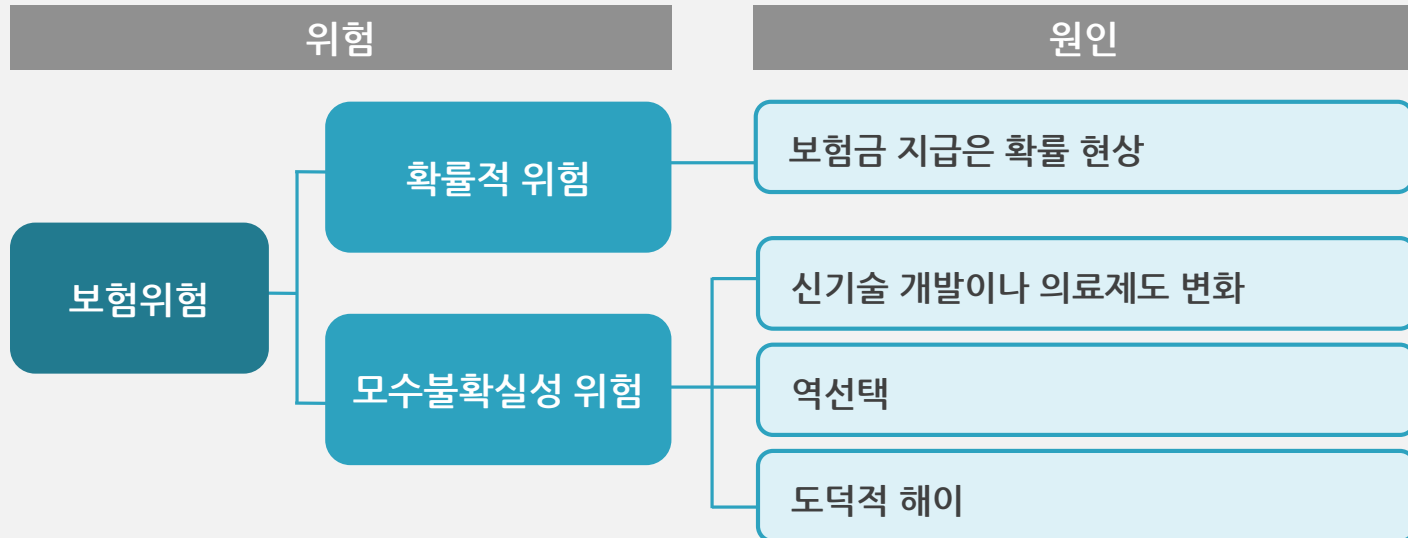 위험
원인
보험위험
확률적 위험
보험금 지급은 확률 현상
모수불확실성 위험
신기술 개발이나 의료제도 변화
역선택
도덕적 해이